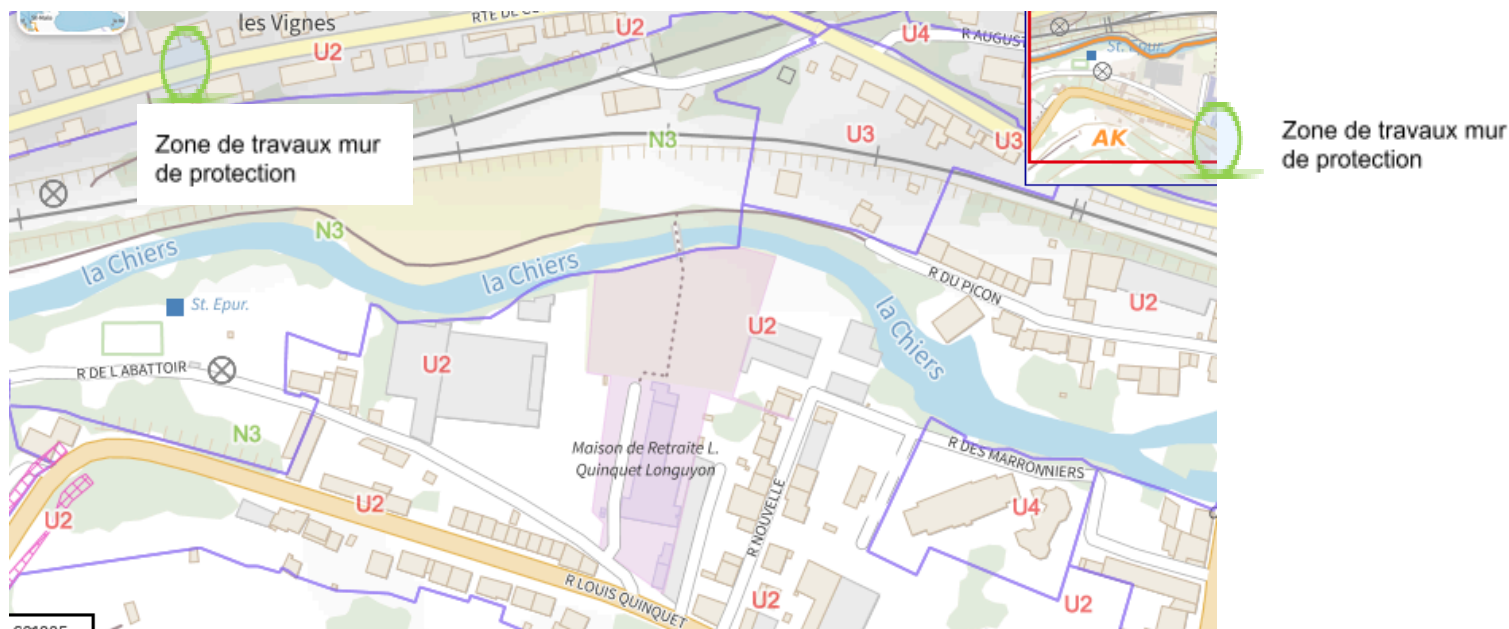 les Vignes
U2
U2
U4
R AUGUST
St. Epur.
AK
Zone de travaux mur
de protection
Zone de travaux mur
de protection
N3
U3
U3
N3
la Chiers
la Chiers
St. Epur.
R DU PICON
U2
U2
la Chiers
R DE L ABATTOIR
U2
N3
Maison de Retraite L.
Quinquet Longuyon
R DES MARRONNIERS
U2
U2
R NOUVELLE
U4
R LOUIS QUINQUET
U2
U2